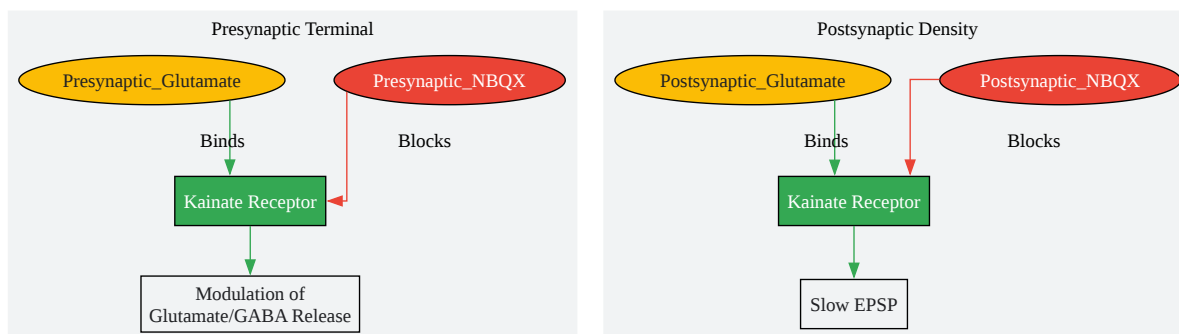 Presynaptic Terminal
Presynaptic_Glutamate
Presynaptic_NBQX
Binds
Blocks
Kainate Receptor
Modulation of
Glutamate/GABA Release
Postsynaptic Density
Postsynaptic_Glutamate
Postsynaptic_NBQX
Binds
Blocks
Kainate Receptor
Slow EPSP